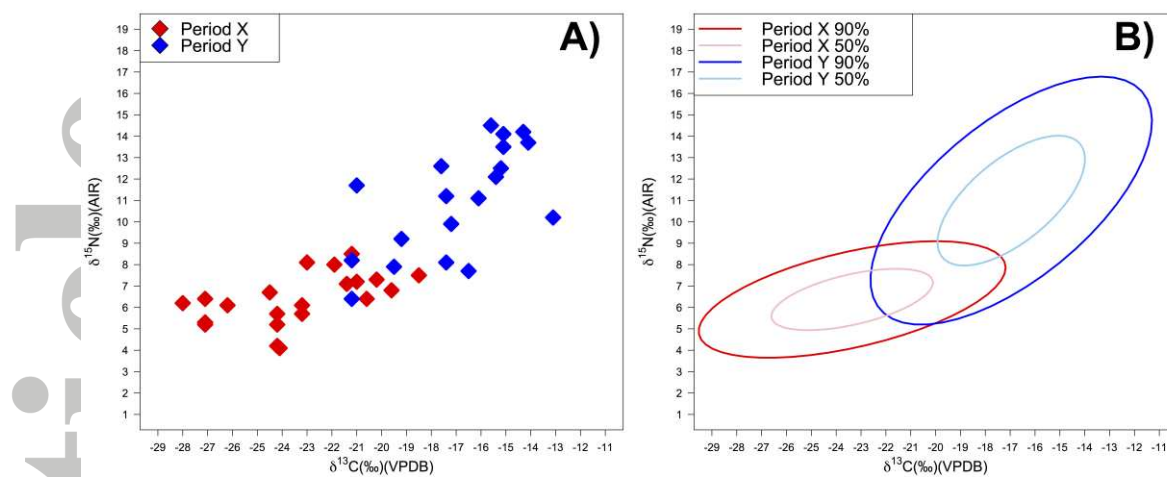 Period X
Period Y
A)
19
18
17
16
15
14
13
12
11
10
9
8
7
6
5
4
3
2
1
δ¹⁵N(‰)(AIR)
-29 -28 -27 -26 -25 -24 -23 -22 -21 -20 -19 -18 -17 -16 -15 -14 -13 -12 -11
δ¹³C(‰)(VPDB)
Period X 90%
Period X 50%
Period Y 90%
Period Y 50%
B)
19
18
17
16
15
14
13
12
11
10
9
8
7
6
5
4
3
2
1
δ¹⁵N(‰)(AIR)
-29 -28 -27 -26 -25 -24 -23 -22 -21 -20 -19 -18 -17 -16 -15 -14 -13 -12 -11
δ¹³C(‰)(VPDB)